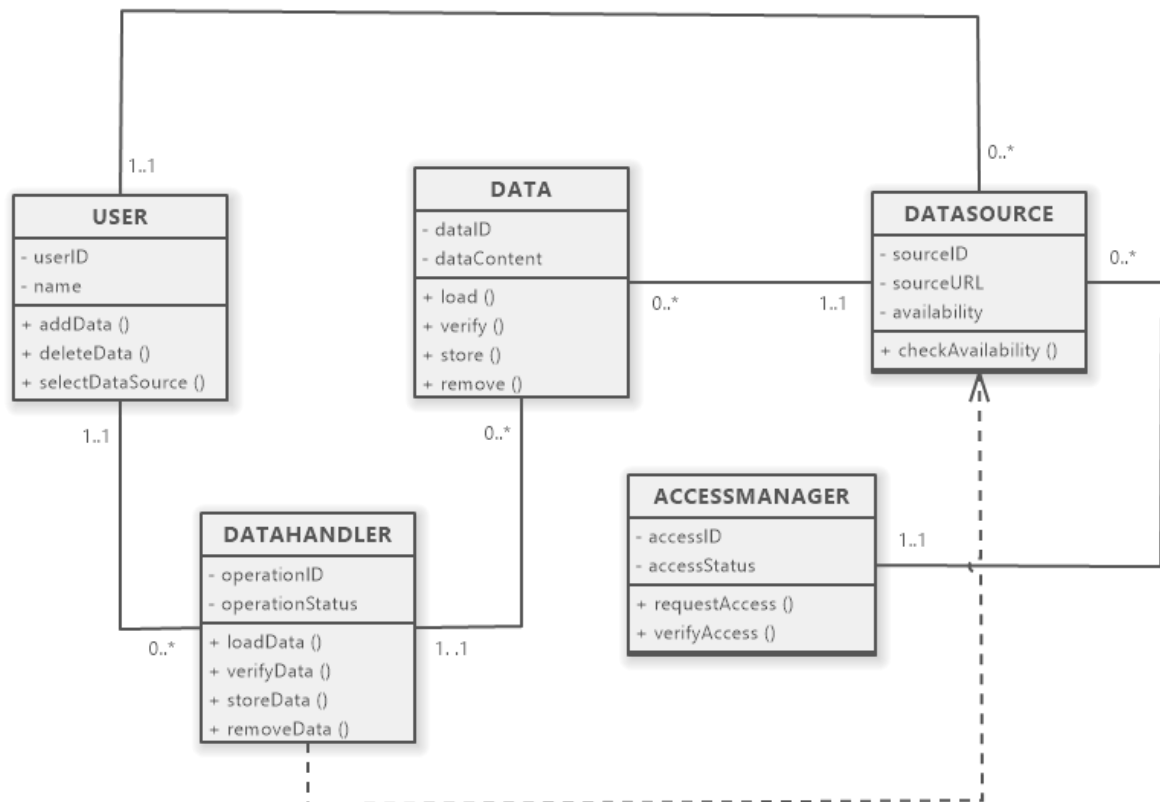 1..1
0..*
USER
- userID
- name
+ addData ()
+ deleteData ()
+ selectDataSource ()
1..1
DATA
- dataID
- dataContent
+ load ()
+ verify ()
+ store ()
+ remove ()
0..*
0..*
1..1
DATASOURCE
- sourceID
- sourceURL
- availability
+ checkAvailability ()
0..*
DATAHANDLER
- operationID
- operationStatus
+ loadData ()
+ verifyData ()
+ storeData ()
+ removeData ()
0..*
1..1
ACCESSMANAGER
- accessID
- accessStatus
+ requestAccess ()
+ verifyAccess ()
1..1